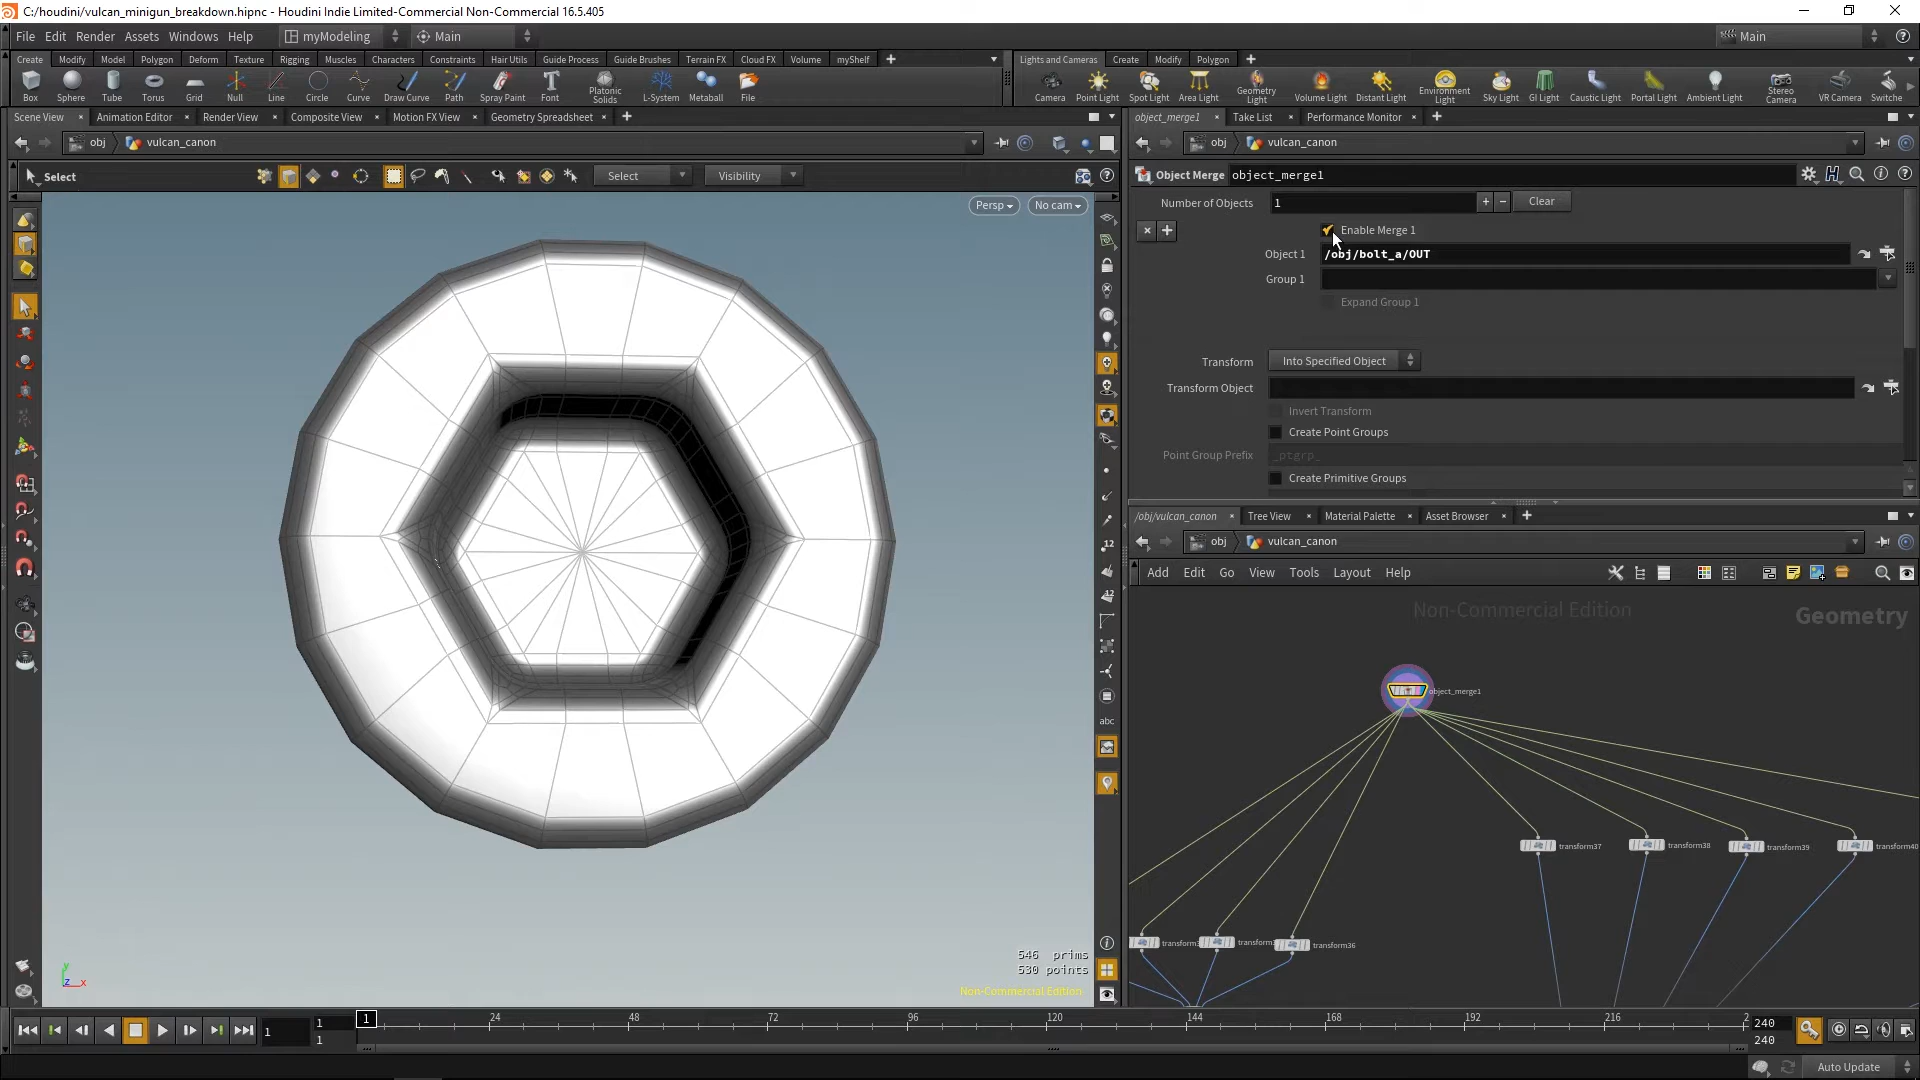 C:/houdini/vulcan_minigun_breakdown.hipnc - Houdini Indie Limited-Commercial Non-Commercial 16.5.405
File Edit Render Assets Windows Help myModeling Main Main
Create Modify Model Polygon Deform Texture Rigging Muscles Characters Constraints Hair Utils Guide Process Guide Brushes Terrain FX Cloud FX Volume myShelf
Lights and Cameras Create Modify Polygon
Box Sphere Tube Torus Grid Null Line Circle Curve Draw Curve Path Spray Paint Font Platonic Solids L-System Metaball File
Camera Point Light Spot Light Area Light Geometry Light Volume Light Distant Light Environment Light Sky Light GI Light Caustic Light Portal Light Ambient Light Stereo Camera VR Camera Switche
Scene View Animation Editor Render View Composite View Motion FX View Geometry Spreadsheet
object_merge1 Take List Performance Monitor
obj vulcan_canon
obj vulcan_canon
Select Select Visibility
Object Merge object_merge1
Persp No cam
Number of Objects 1 + - Clear
Enable Merge 1
Object 1 /obj/bolt_a/OUT
Group 1
Expand Group 1
Transform Into Specified Object
Transform Object
Invert Transform
Create Point Groups
Point Group Prefix _ptgrp_
Create Primitive Groups
/obj/vulcan_canon Tree View Material Palette Asset Browser
obj vulcan_canon
Add Edit Go View Tools Layout Help
Non-Commercial Edition
Geometry
object_merge1
transform37 transform38 transform39 transform40
transform36
12
12
abc
546 prims
530 points
Non-Commercial Edition
y
z x
1 1 1 1 24 48 72 96 120 144 168 192 216 2 240 240
Auto Update